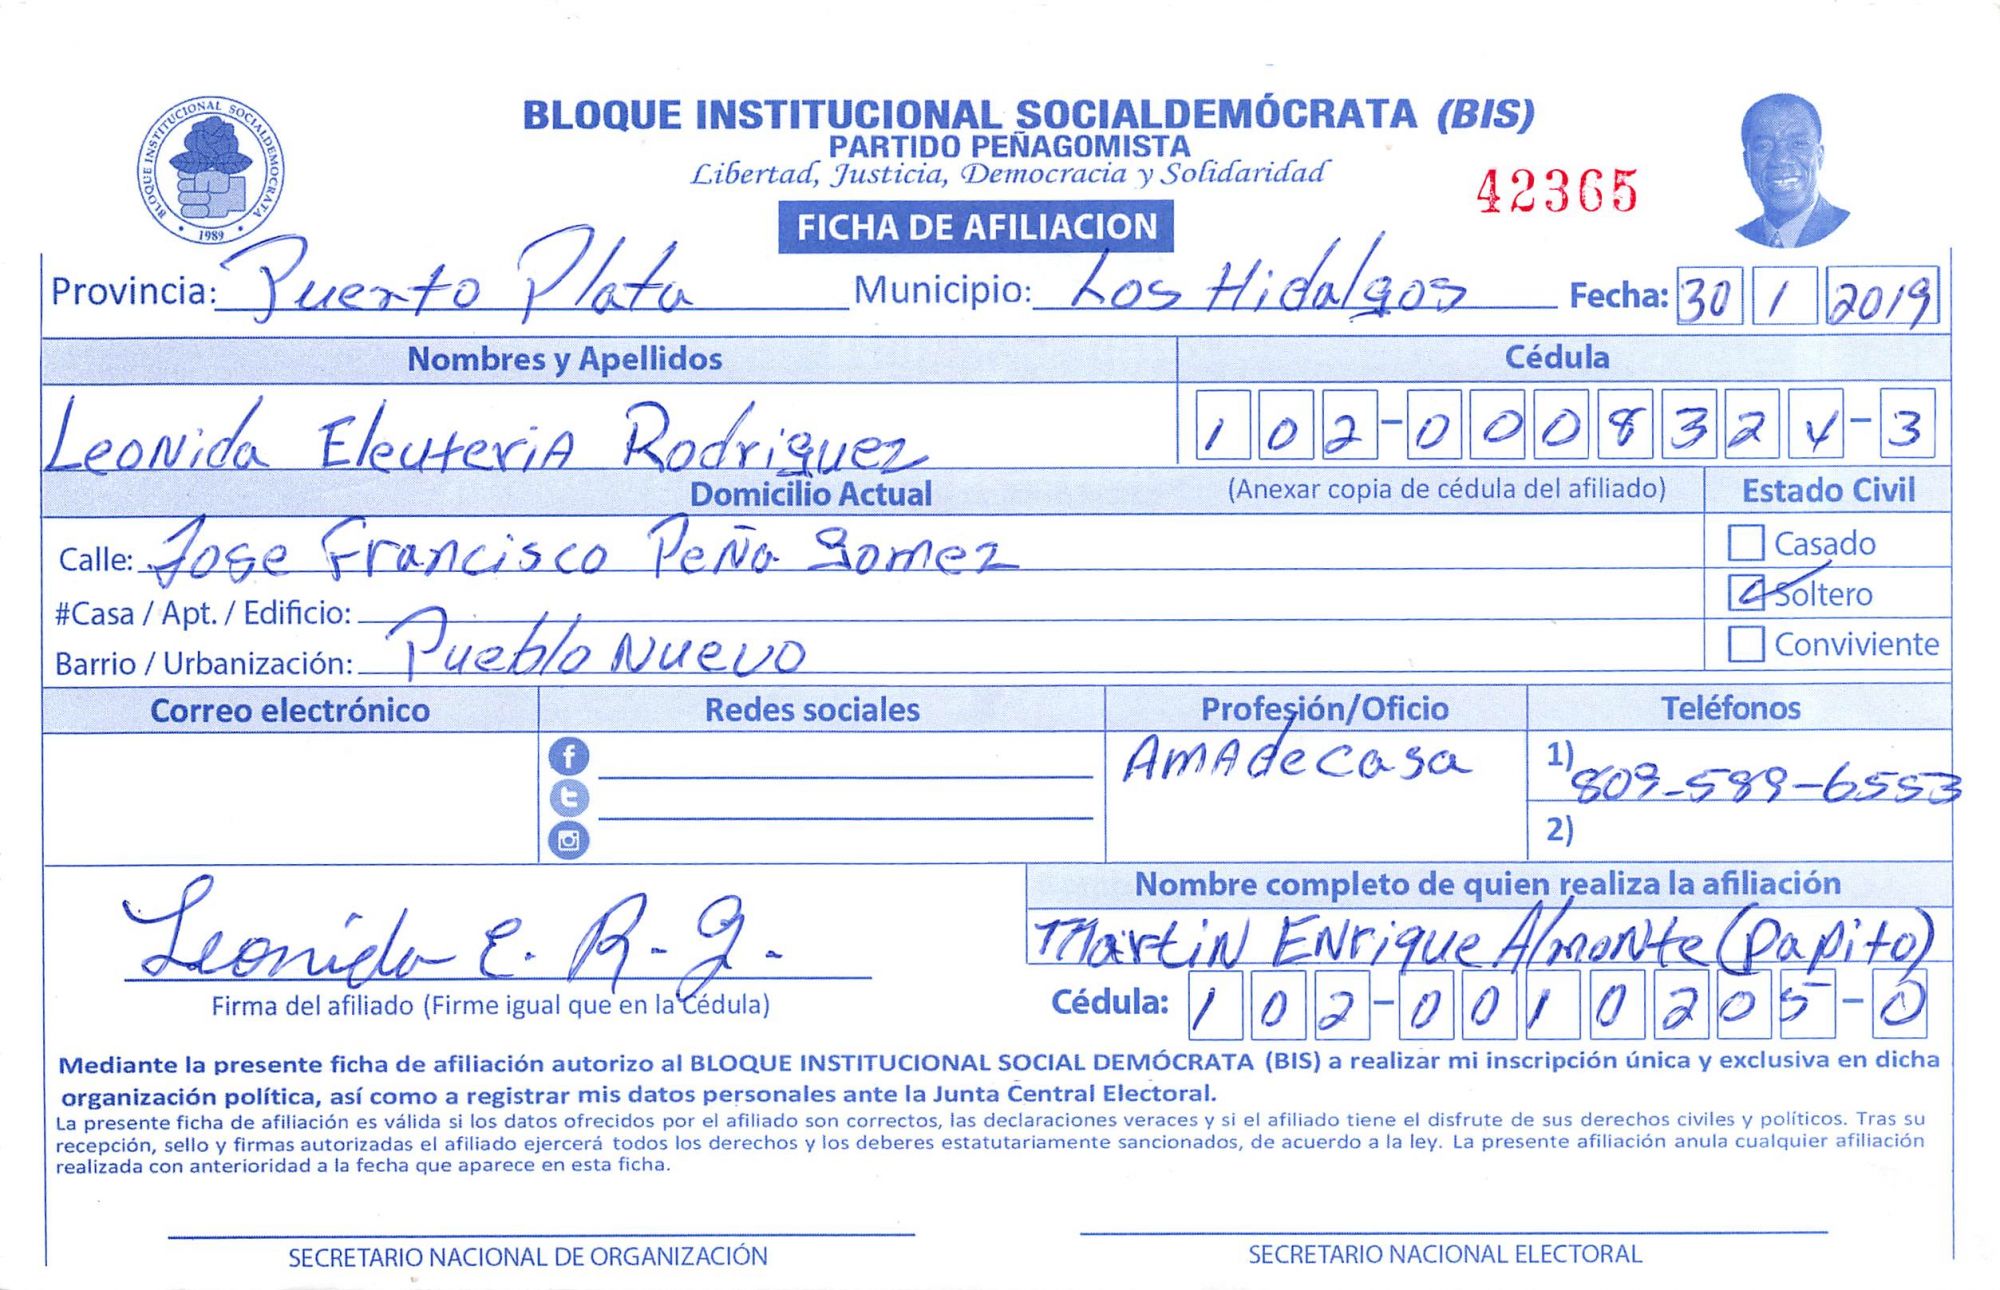 BLOQUE INSTITUCIONAL SOCIALDEMOCRATA
1989
BLOQUE INSTITUCIONAL SOCIALDEMÓCRATA (BIS)
PARTIDO PEÑAGOMISTA
Libertad, Justicia, Democracia y Solidaridad
42365
FICHA DE AFILIACION
Provincia: Puerto Plata Municipio: Los Hidalgos Fecha: 30 1 2019
Nombres y Apellidos Cédula
Leonida Eleuteria Rodriguez 102-0008324-3
Domicilio Actual (Anexar copia de cédula del afiliado) Estado Civil
Calle: Jose Francisco Peña Gomez Casado
#Casa / Apt. / Edificio: Soltero
Barrio / Urbanización: Pueblo Nuevo Conviviente
Correo electrónico Redes sociales Profesión/Oficio Teléfonos
AMA de casa 1) 809-589-6553
2)
Nombre completo de quien realiza la afiliación
Leonida E. R. G. Martin Enrique Almonte (Papito)
Firma del afiliado (Firme igual que en la Cédula) Cédula: 102-0010205-0
Mediante la presente ficha de afiliación autorizo al BLOQUE INSTITUCIONAL SOCIAL DEMÓCRATA (BIS) a realizar mi inscripción única y exclusiva en dicha
organización política, así como a registrar mis datos personales ante la Junta Central Electoral.
La presente ficha de afiliación es válida si los datos ofrecidos por el afiliado son correctos, las declaraciones veraces y si el afiliado tiene el disfrute de sus derechos civiles y políticos. Tras su
recepción, sello y firmas autorizadas el afiliado ejercerá todos los derechos y los deberes estatutariamente sancionados, de acuerdo a la ley. La presente afiliación anula cualquier afiliación
realizada con anterioridad a la fecha que aparece en esta ficha.
SECRETARIO NACIONAL DE ORGANIZACIÓN SECRETARIO NACIONAL ELECTORAL